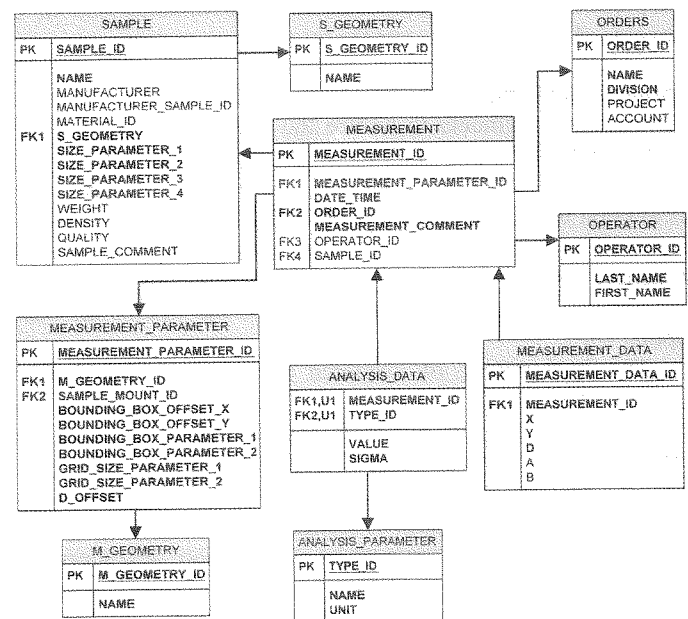 SAMPLE
PK SAMPLE_ID
NAME
MANUFACTURER
MANUFACTURER_SAMPLE_ID
MATERIAL_ID
FK1 S_GEOMETRY
SIZE_PARAMETER_1
SIZE_PARAMETER_2
SIZE_PARAMETER_3
SIZE_PARAMETER_4
WEIGHT
DENSITY
QUALITY
SAMPLE_COMMENT
S_GEOMETRY
PK S_GEOMETRY_ID
NAME
ORDERS
PK ORDER_ID
NAME
DIVISION
PROJECT
ACCOUNT
MEASUREMENT
PK MEASUREMENT_ID
FK1 MEASUREMENT_PARAMETER_ID
DATE_TIME
FK2 ORDER_ID
MEASUREMENT_COMMENT
FK3 OPERATOR_ID
FK4 SAMPLE_ID
OPERATOR
PK OPERATOR_ID
LAST_NAME
FIRST_NAME
MEASUREMENT_PARAMETER
PK MEASUREMENT_PARAMETER_ID
FK1 M_GEOMETRY_ID
FK2 SAMPLE_MOUNT_ID
BOUNDING_BOX_OFFSET_X
BOUNDING_BOX_OFFSET_Y
BOUNDING_BOX_PARAMETER_1
BOUNDING_BOX_PARAMETER_2
GRID_SIZE_PARAMETER_1
GRID_SIZE_PARAMETER_2
D_OFFSET
ANALYSIS_DATA
FK1,U1 MEASUREMENT_ID
FK2,U1 TYPE_ID
VALUE
SIGMA
MEASUREMENT_DATA
PK MEASUREMENT_DATA_ID
FK1 MEASUREMENT_ID
X
Y
D
A
B
M_GEOMETRY
PK M_GEOMETRY_ID
NAME
ANALYSIS_PARAMETER
PK TYPE_ID
NAME
UNIT